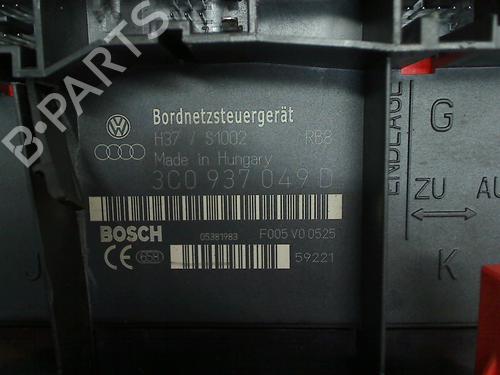 Bordnetzsteuergerät
H37 / S1002 RB8
Made in Hungary
3C0 937 049 D
BOSCH 05381983 F005 V0 0525
CE 658 59221
ENDLAGE
G
ZU AU
J
K